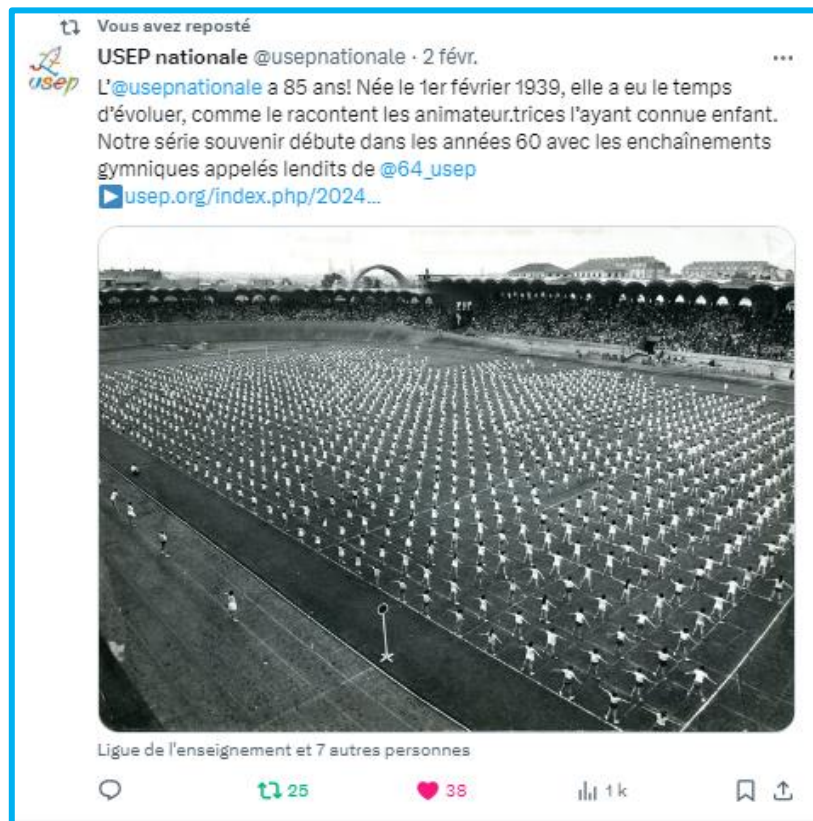 Vous avez reposté
USEP nationale @usepnationale · 2 févr.
usep
L'@usepnationale a 85 ans! Née le 1er février 1939, elle a eu le temps
d'évoluer, comme le racontent les animateur.trices l'ayant connue enfant.
Notre série souvenir débute dans les années 60 avec les enchaînements
gymniques appelés lendits de @64_usep
usep.org/index.php/2024...
Ligue de l'enseignement et 7 autres personnes
25 38 1 k